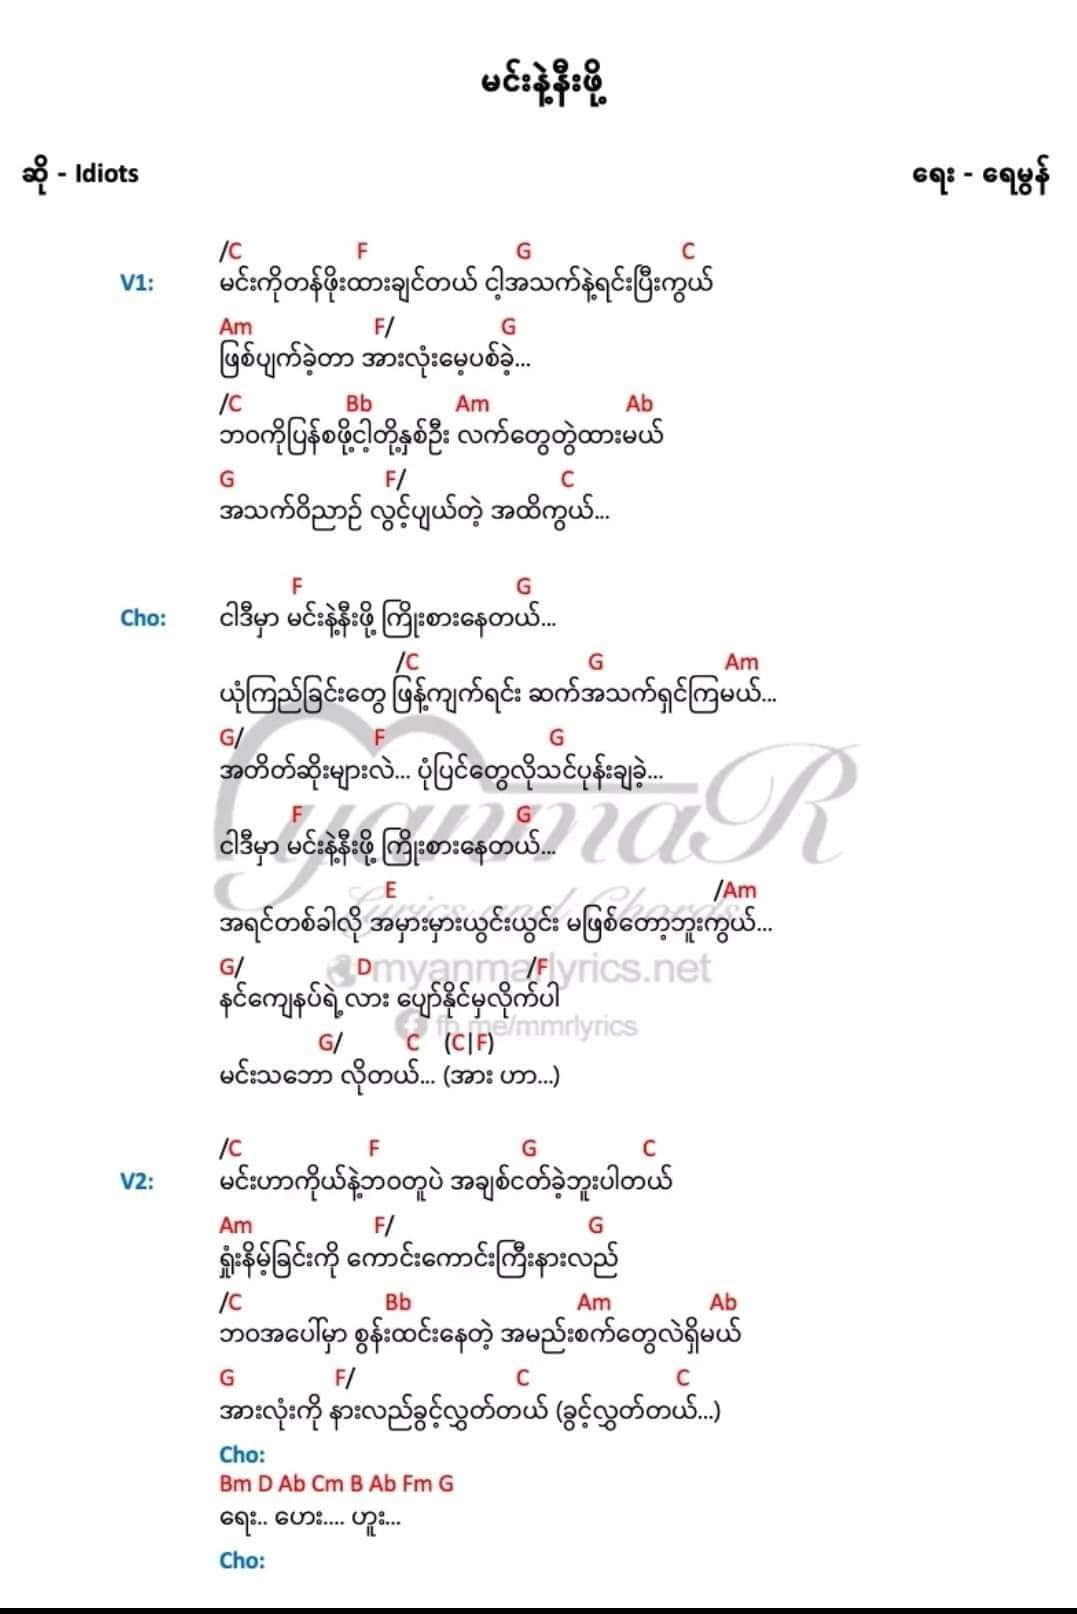 မင်းနဲ့နီးဖို့
ဆို - Idiots
ရေး - ရေမွန်
/C F G C
V1: မင်းကိုတန်ဖိုးထားချင်တယ် ငါ့အသက်နဲ့ရင်းပြီးကွယ်
Am F/ G
ဖြစ်ပျက်ခဲ့တာ အားလုံးမေ့ပစ်ခဲ့...
/C Bb Am Ab
ဘဝကိုပြန်စဖို့ငါ့တို့နှစ်ဦး လက်တွေတွဲထားမယ်
G F/ C
အသက်ဝိညာဉ် လွင့်ပျယ်တဲ့ အထိကွယ်...
F G
Cho: ငါဒီမှာ မင်းနဲ့နီးဖို့ ကြိုးစားနေတယ်...
/C G Am
ယုံကြည်ခြင်းတွေ ဖြန့်ကျက်ရင်း ဆက်အသက်ရှင်ကြမယ်...
G/ F G
အတိတ်ဆိုးများလဲ... ပုံပြင်တွေလိုသင်ပုန်းချခဲ့...
F G
ငါဒီမှာ မင်းနဲ့နီးဖို့ ကြိုးစားနေတယ်...
E /Am
အရင်တစ်ခါလို အမှားမှားယွင်းယွင်း မဖြစ်တော့ဘူးကွယ်...
G/ D /F
နင်ကျေနပ်ရဲ့လား ပျော်နိုင်မှလိုက်ပါ
G/ C (C|F)
မင်းသဘော လိုတယ်... (အား ဟာ...)
/C F G C
V2: မင်းဟာကိုယ်နဲ့ဘဝတူပဲ အချစ်ငတ်ခဲ့ဘူးပါတယ်
Am F/ G
ရှုံးနိမ့်ခြင်းကို ကောင်းကောင်းကြီးနားလည်
/C Bb Am Ab
ဘဝအပေါ်မှာ စွန်းထင်းနေတဲ့ အမည်းစက်တွေလဲရှိမယ်
G F/ C C
အားလုံးကို နားလည်ခွင့်လွှတ်တယ် (ခွင့်လွှတ်တယ်...)
Cho:
Bm D Ab Cm B Ab Fm G
ရေး.. ဟေး.... ဟူး...
Cho:
MyanmaR
Lyrics and Chords
myanmarlyrics.net
fb.me/mmrlyrics